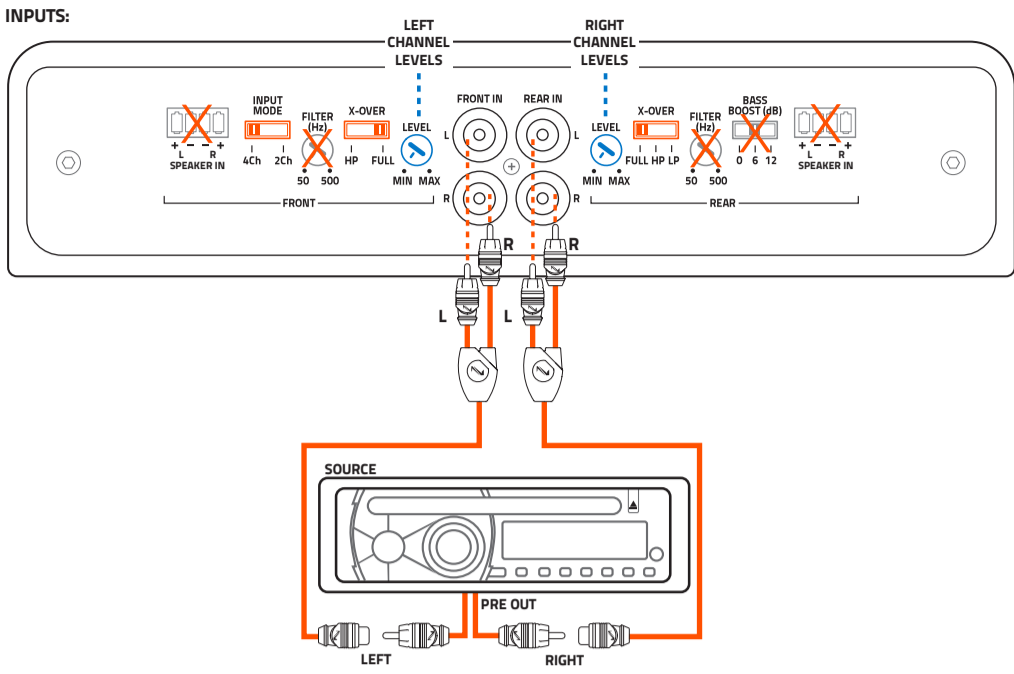 INPUTS:
LEFT
CHANNEL
LEVELS
RIGHT
CHANNEL
LEVELS
+ - - +
L R
SPEAKER IN
INPUT
MODE
4Ch 2Ch
FILTER
(Hz)
50 500
X-OVER
HP FULL
LEVEL
MIN MAX
FRONT
FRONT IN
REAR IN
L
R
L
R
LEVEL
MIN MAX
X-OVER
FULL HP LP
FILTER
(Hz)
50 500
BASS
BOOST (dB)
0 6 12
+ - - +
L R
SPEAKER IN
REAR
R
R
L
L
SOURCE
PRE OUT
LEFT
RIGHT